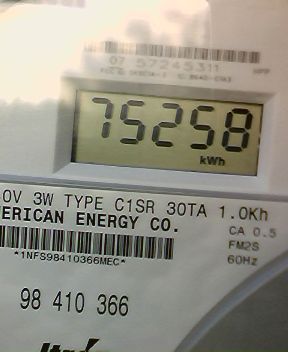 07 57245311
75258
kWh
0V 3W TYPE C1SR 30TA 1.0Kh
ERICAN ENERGY CO.
CA 0.5
FM2S
*1NFS98410366MEC*
60Hz
98 410 366